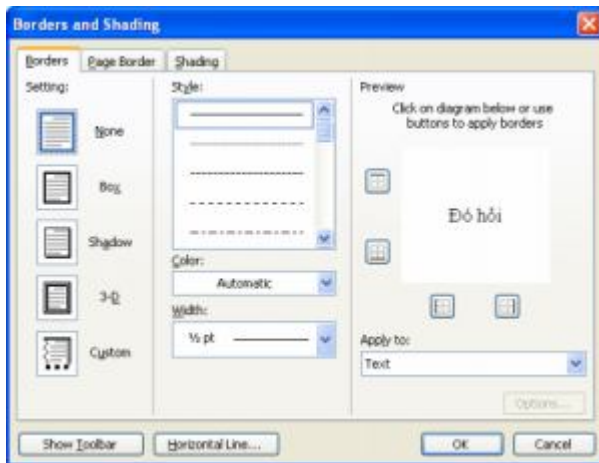 Borders and Shading
Borders
Page Border
Shading
Setting:
None
Box
Shadow
3-D
Custom
Style:
Color:
Automatic
Width:
½ pt
Preview
Click on diagram below or use
buttons to apply borders
Đó hỏi
Apply to:
Text
Options...
Show Toolbar
Horizontal Line...
OK
Cancel